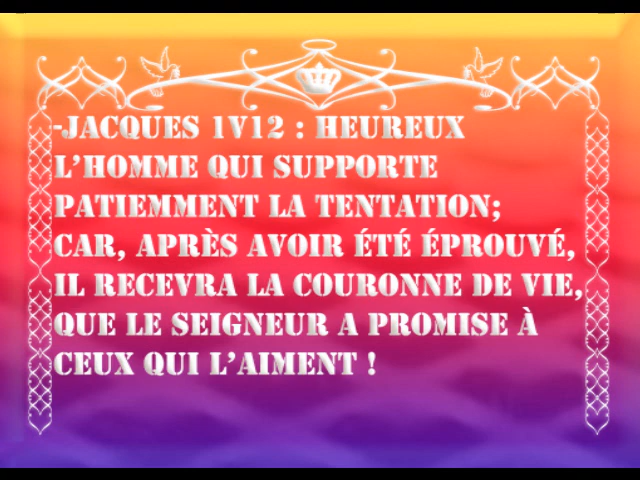 -JACQUES 1V12 : HEUREUX
L'HOMME QUI SUPPORTE
PATIEMMENT LA TENTATION;
CAR, APRÈS AVOIR ÉTÉ ÉPROUVÉ,
IL RECEVRA LA COURONNE DE VIE,
QUE LE SEIGNEUR A PROMISE À
CEUX QUI L'AIMENT !